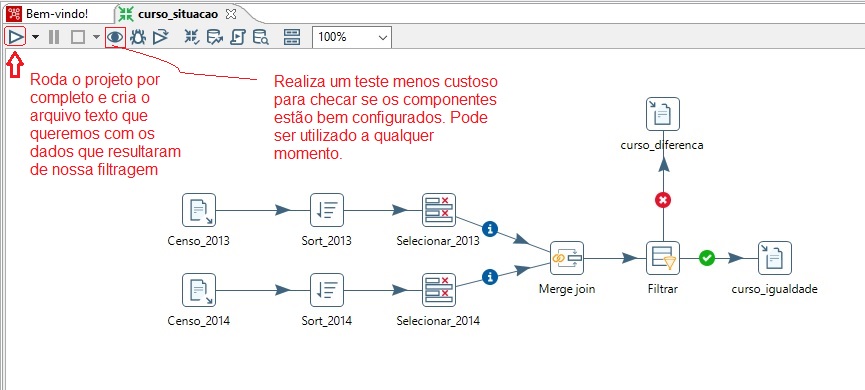 Bem-vindo!
curso_situacao
100%
Roda o projeto por
completo e cria o
arquivo texto que
queremos com os
dados que resultaram
de nossa filtragem
Realiza um teste menos custoso
para checar se os componentes
estão bem configurados. Pode
ser utilizado a qualquer
momento.
curso_diferenca
Censo_2013
Sort_2013
Selecionar_2013
Merge join
Filtrar
curso_igualdade
Censo_2014
Sort_2014
Selecionar_2014